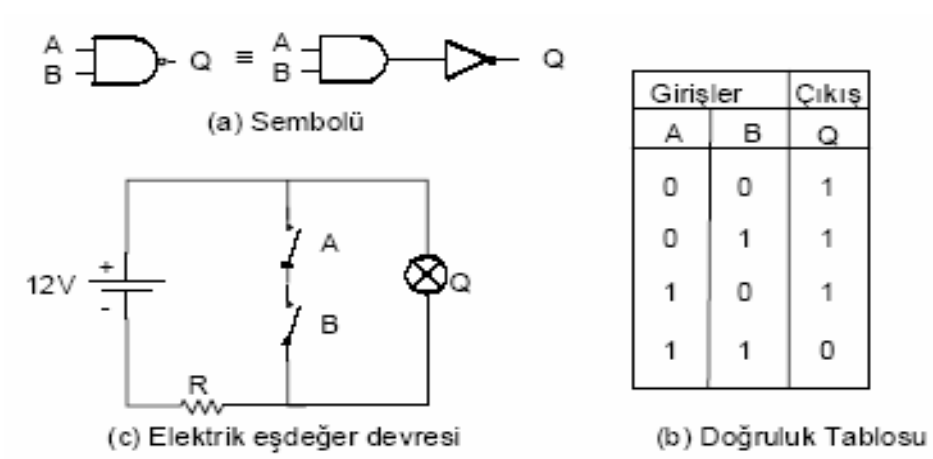 A
B
Q
≡
A
B
Q
(a) Sembolü
Girişler Çıkış
A B Q
0 0 1
0 1 1
1 0 1
1 1 0
(b) Doğruluk Tablosu
12V
+
-
A
B
Q
R
(c) Elektrik eşdeğer devresi